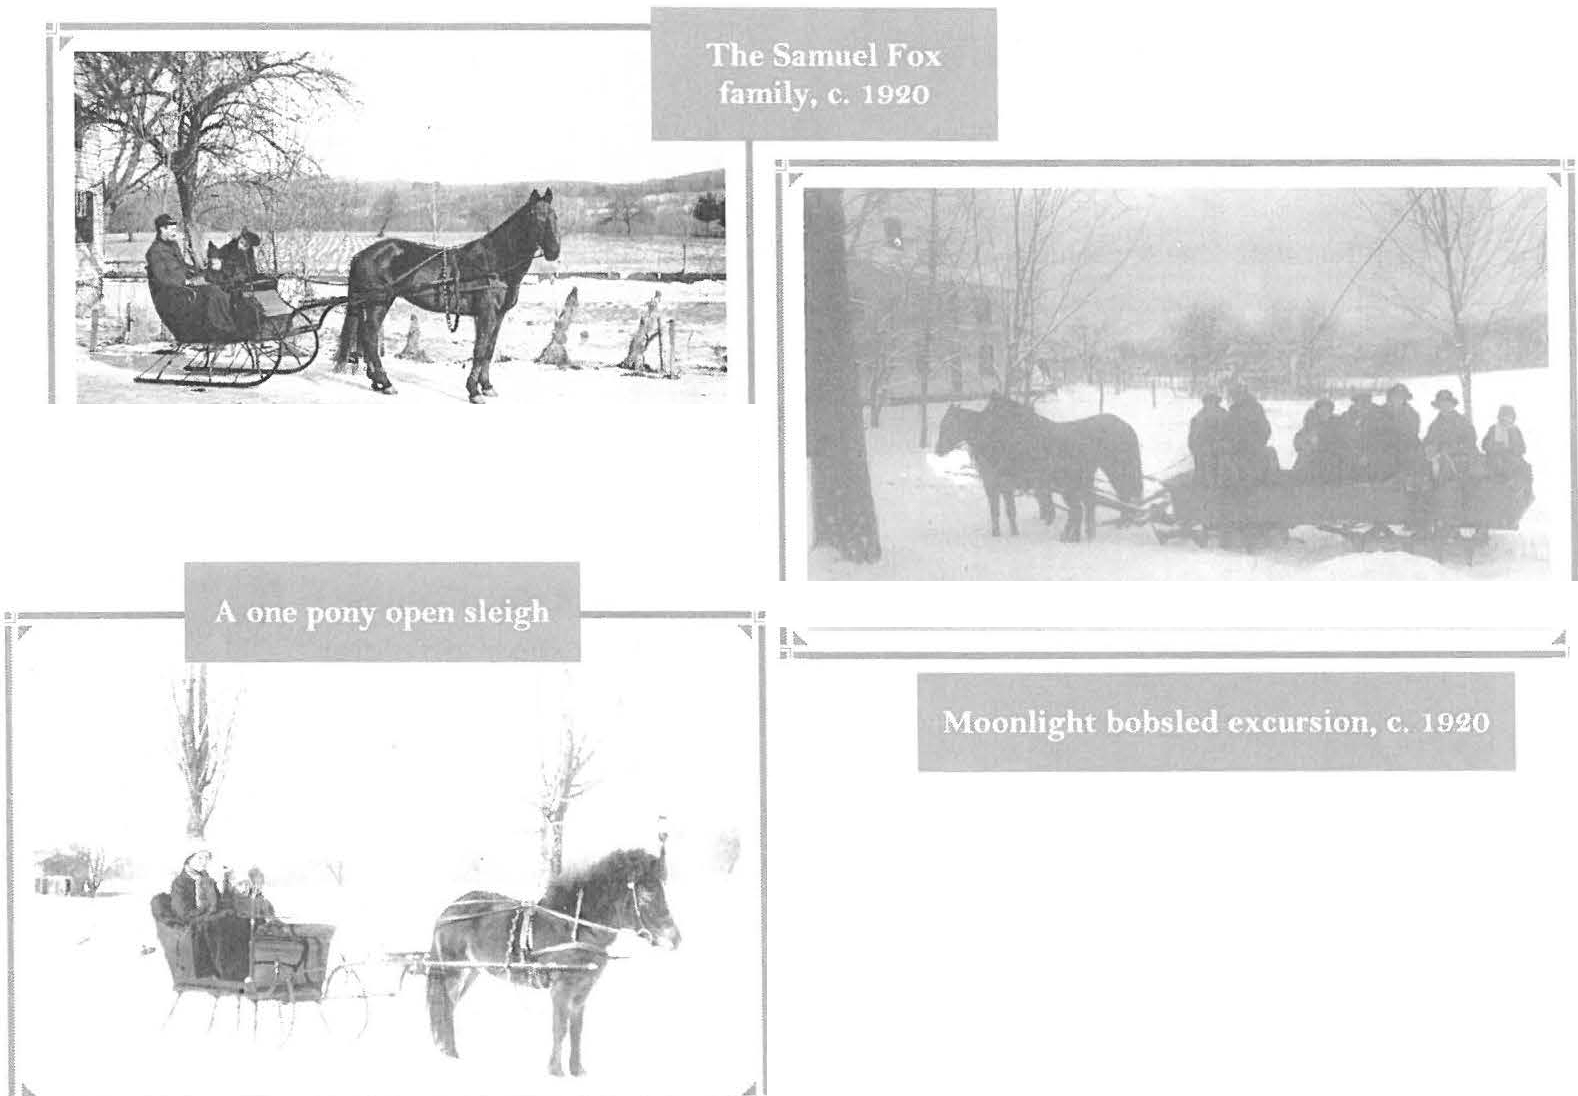 The Samuel Fox
family, c. 1920
A one pony open sleigh
Moonlight bobsled excursion, c. 1920